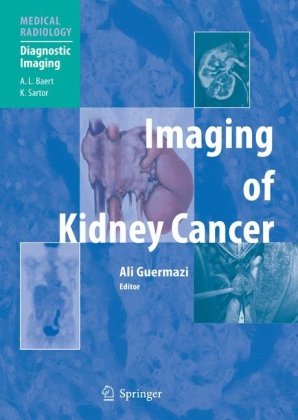 MEDICAL
RADIOLOGY
Diagnostic
Imaging
A. L. Baert
K. Sartor
Imaging
of
Kidney Cancer
Ali Guermazi
Editor
Springer